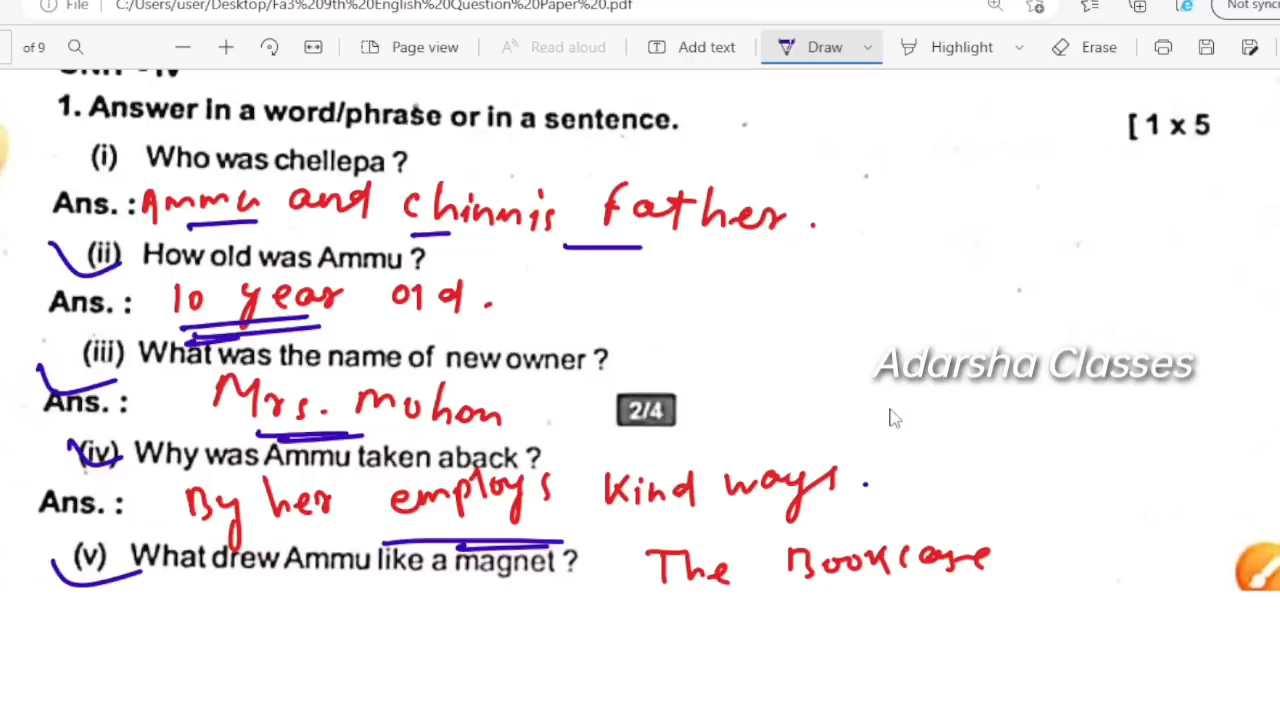 File C:/Users/user/Desktop/Fa3%209th%20English%20Question%20Paper%20.pdf Not sync
of 9 Page view Read aloud Add text Draw Highlight Erase
1. Answer in a word/phrase or in a sentence. [ 1 x 5
(i) Who was chellepa ?
Ans. : Ammu and chinnis father .
(ii) How old was Ammu ?
Ans. : 10 year old .
(iii) What was the name of new owner ?
Adarsha Classes
Ans. : Mrs. mohon
2/4
(iv) Why was Ammu taken aback ?
Ans. : By her employs Kind ways .
(v) What drew Ammu like a magnet ? The Bookcase